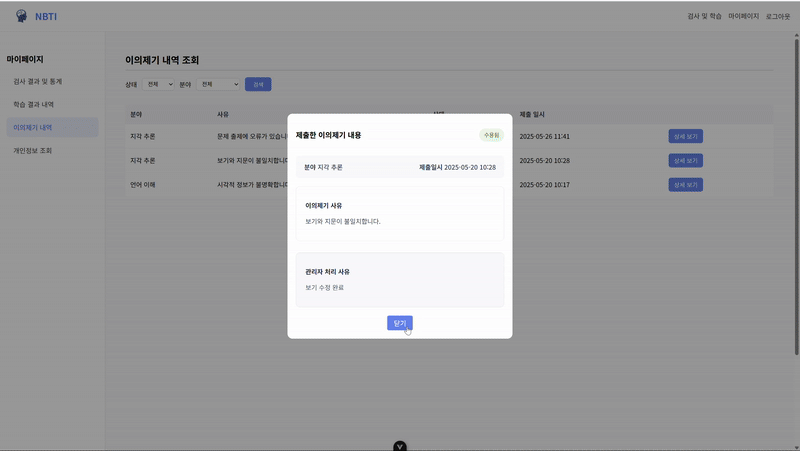 NBTI
검사 및 학습 마이페이지 로그아웃
마이페이지
검사 결과 및 통계
학습 결과 내역
이의제기 내역
개인정보 조회
이의제기 내역 조회
상태 전체 분야 전체 검색
분야 사유 제출 일시
지각 추론 문제 출제에 오류가 있습니 2025-05-26 11:41 상세 보기
지각 추론 보기와 지문이 불일치합니다 2025-05-20 10:28 상세 보기
언어 이해 시각적 정보가 불명확합니다 2025-05-20 10:17 상세 보기
제출한 이의제기 내용 수용됨
분야 지각 추론 제출일시 2025-05-20 10:28
이의제기 사유
보기와 지문이 불일치합니다.
관리자 처리 사유
보기 수정 완료
닫기